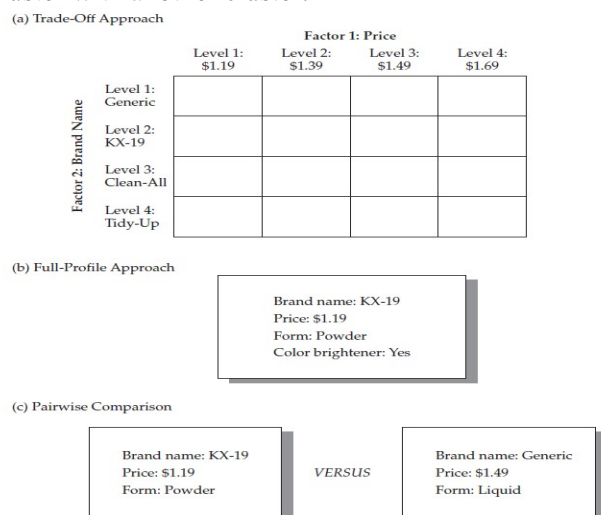 (a) Trade-Off Approach
Factor 1: Price
Level 1: Level 2: Level 3: Level 4:
$1.19 $1.39 $1.49 $1.69
Factor 2: Brand Name
Level 1:
Generic
Level 2:
KX-19
Level 3:
Clean-All
Level 4:
Tidy-Up
(b) Full-Profile Approach
Brand name: KX-19
Price: $1.19
Form: Powder
Color brightener: Yes
(c) Pairwise Comparison
Brand name: KX-19
Price: $1.19
Form: Powder
VERSUS
Brand name: Generic
Price: $1.49
Form: Liquid